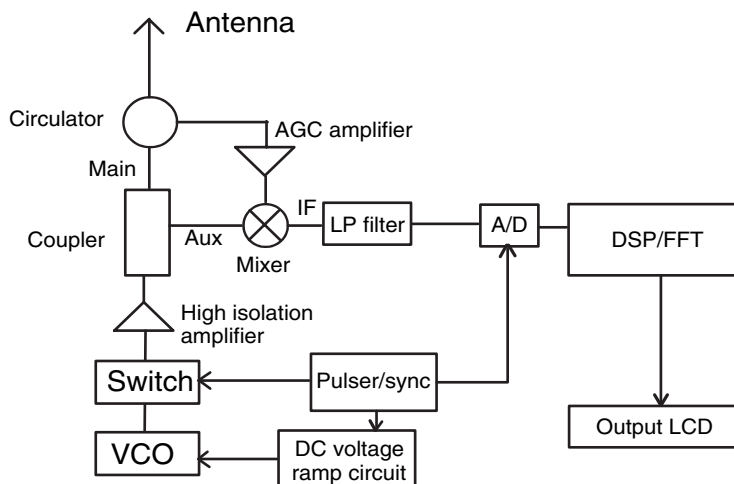 Antenna
Circulator
AGC amplifier
Main
Coupler
Aux
Mixer
IF
LP filter
A/D
DSP/FFT
High isolation
amplifier
Switch
Pulser/sync
VCO
DC voltage
ramp circuit
Output LCD